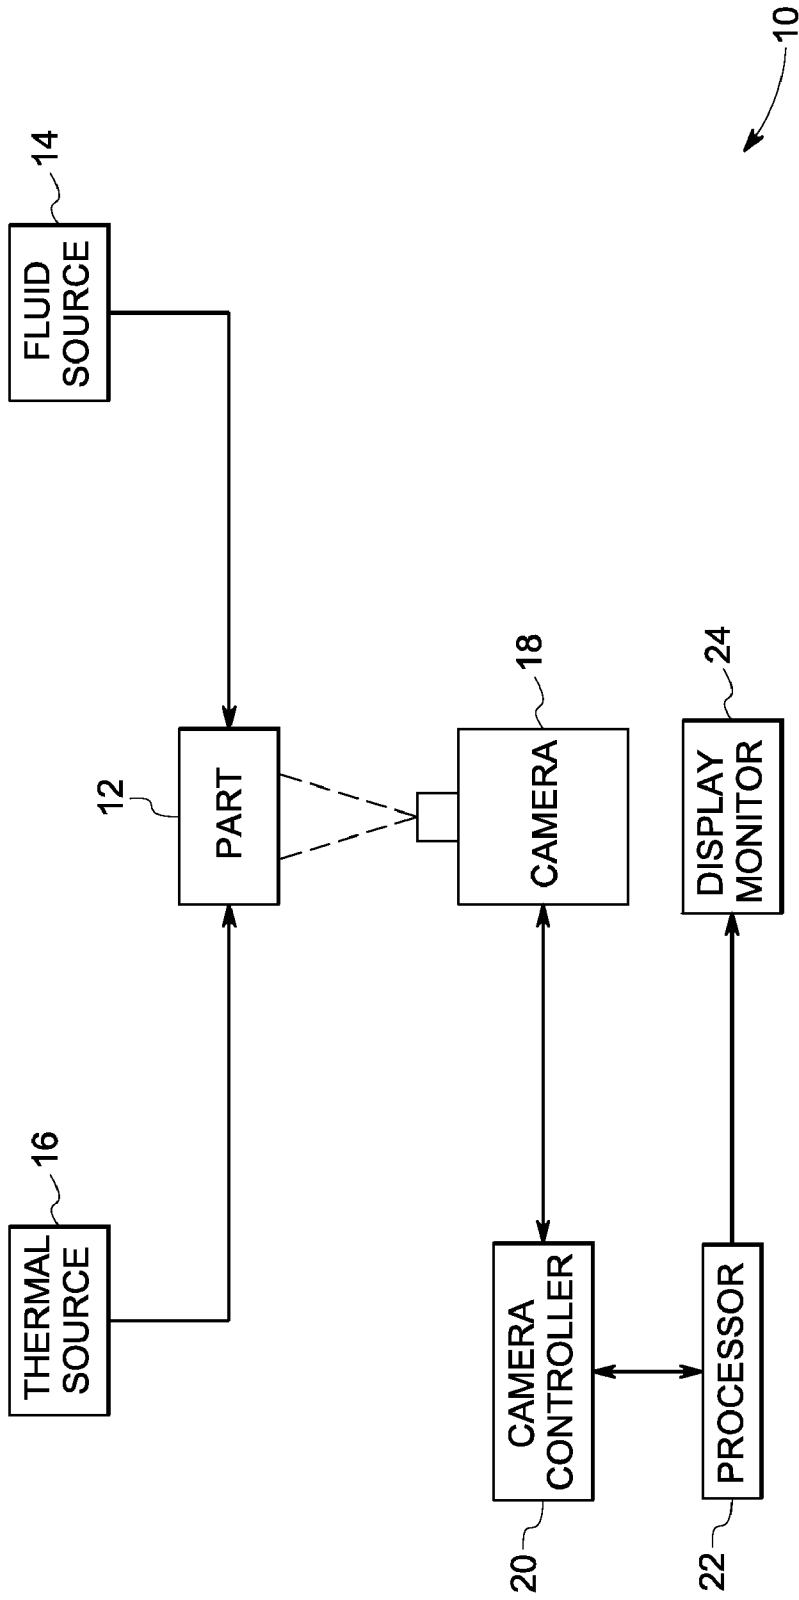 THERMAL
SOURCE
16
FLUID
SOURCE
14
12
PART
CAMERA
18
20
CAMERA
CONTROLLER
22
PROCESSOR
DISPLAY
MONITOR
24
10